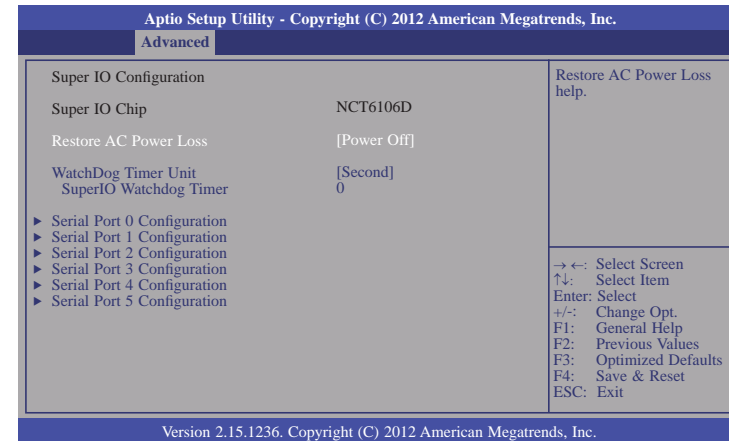 Aptio Setup Utility - Copyright (C) 2012 American Megatrends, Inc.
Advanced
Super IO Configuration
Super IO Chip NCT6106D
Restore AC Power Loss [Power Off]
WatchDog Timer Unit [Second]
SuperIO Watchdog Timer 0
► Serial Port 0 Configuration
► Serial Port 1 Configuration
► Serial Port 2 Configuration
► Serial Port 3 Configuration
► Serial Port 4 Configuration
► Serial Port 5 Configuration
Restore AC Power Loss
help.
→←: Select Screen
↑↓: Select Item
Enter: Select
+/-: Change Opt.
F1: General Help
F2: Previous Values
F3: Optimized Defaults
F4: Save & Reset
ESC: Exit
Version 2.15.1236. Copyright (C) 2012 American Megatrends, Inc.